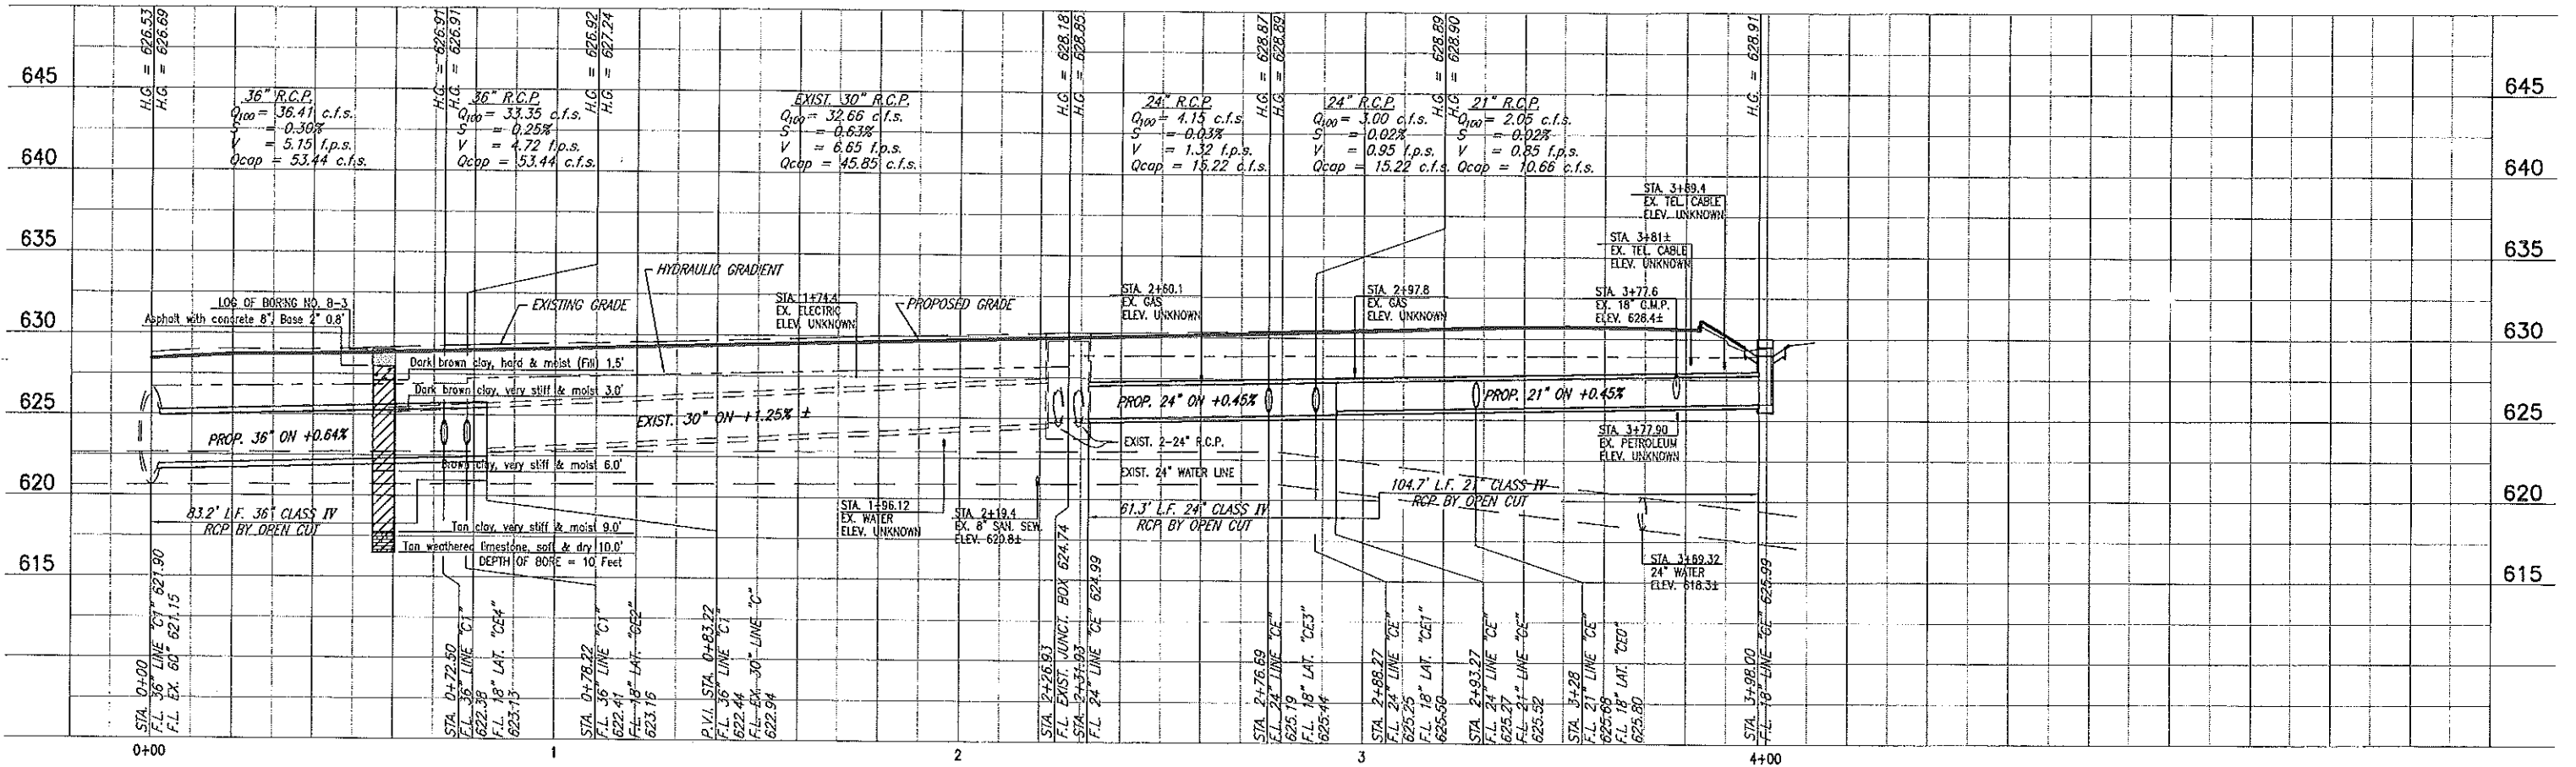 H.G. = 626.53
H.G. = 626.69
H.G. = 626.91
H.G. = 626.91
H.G. = 626.92
H.G. = 627.24
H.G. = 628.18
H.G. = 628.85
H.G. = 628.87
H.G. = 628.89
H.G. = 628.89
H.G. = 628.90
H.G. = 628.91
645
640
635
630
625
620
615
36" R.C.P.
Q100 = 36.41 c.f.s.
S = 0.30%
V = 5.15 f.p.s.
Qcap = 53.44 c.f.s.
36" R.C.P.
Q100 = 33.35 c.f.s.
S = 0.25%
V = 4.72 f.p.s.
Qcap = 53.44 c.f.s.
EXIST. 30" R.C.P.
Q100 = 32.66 c.f.s.
S = 0.63%
V = 6.65 f.p.s.
Qcap = 45.85 c.f.s.
24" R.C.P.
Q100 = 4.15 c.f.s.
S = 0.03%
V = 1.32 f.p.s.
Qcap = 15.22 c.f.s.
24" R.C.P.
Q100 = 3.00 c.f.s.
S = 0.02%
V = 0.95 f.p.s.
Qcap = 15.22 c.f.s.
21" R.C.P.
Q100 = 2.05 c.f.s.
S = 0.02%
V = 0.85 f.p.s.
Qcap = 10.66 c.f.s.
STA. 3+89.4
EX. TEL. CABLE
ELEV. UNKNOWN
STA. 3+81±
EX. TEL. CABLE
ELEV. UNKNOWN
HYDRAULIC GRADIENT
EXISTING GRADE
PROPOSED GRADE
LOG OF BORING NO. B-3
Asphalt with concrete 8", Base 2" 0.8'
STA. 1+74.4
EX. ELECTRIC
ELEV. UNKNOWN
STA. 2+60.1
EX. GAS
ELEV. UNKNOWN
STA. 2+97.8
EX. GAS
ELEV. UNKNOWN
STA. 3+77.6
EX. 18" C.M.P.
ELEV. 626.4±
Dark brown clay, hard & moist (Fill) 1.5'
Dark brown clay, very stiff & moist 3.0'
PROP. 36" ON +0.64%
EXIST. 30" ON +1.25% ±
PROP. 24" ON +0.45%
PROP. 21" ON +0.45%
EXIST. 2-24" R.C.P.
STA. 3+77.90
EX. PETROLEUM
ELEV. UNKNOWN
Brown clay, very stiff & moist 6.0'
EXIST. 24" WATER LINE
83.2' L.F. 36" CLASS IV
RCP BY OPEN CUT
STA. 1+96.12
EX. WATER
ELEV. UNKNOWN
STA. 2+19.4
EX. 8" SAN. SEW.
ELEV. 620.8±
61.3' L.F. 24" CLASS IV
RCP BY OPEN CUT
104.7' L.F. 21" CLASS IV
RCP BY OPEN CUT
Tan clay, very stiff & moist 9.0'
Tan weathered limestone, soft & dry 10.0'
DEPTH OF BORE = 10 Feet
STA. 3+69.32
24" WATER
ELEV. 618.3±
645
640
635
630
625
620
615
STA. 0+00
F.L. 36" LINE "C1" 621.90
F.L. EX. 60" 621.15
STA. 0+72.50
F.L. 36" LINE "C1"
622.38
F.L. 18" LAT. "CE4"
623.13
STA. 0+78.22
F.L. 36" LINE "C1"
622.41
F.L. 18" LAT. "CE2"
623.16
P.V.I. STA. 0+83.22
F.L. 36" LINE "C1"
622.44
F.L. EX. 30" LINE "C"
622.94
STA. 2+26.93
F.L. EXIST. JUNCT. BOX 624.74
STA. 2+31.93
F.L. 24" LINE "CE" 624.99
STA. 2+76.69
F.L. 24" LINE "CE"
625.19
F.L. 18" LAT. "CE3"
625.44
STA. 2+88.27
F.L. 24" LINE "CE"
625.25
F.L. 18" LAT. "CE1"
625.50
STA. 2+93.27
F.L. 24" LINE "CE"
625.27
F.L. 21" LINE "CE"
625.52
STA. 3+28
F.L. 21" LINE "CE"
625.68
F.L. 18" LAT. "CE0"
625.80
STA. 3+98.00
F.L. 18" LINE "CE" 625.99
0+00
1
2
3
4+00